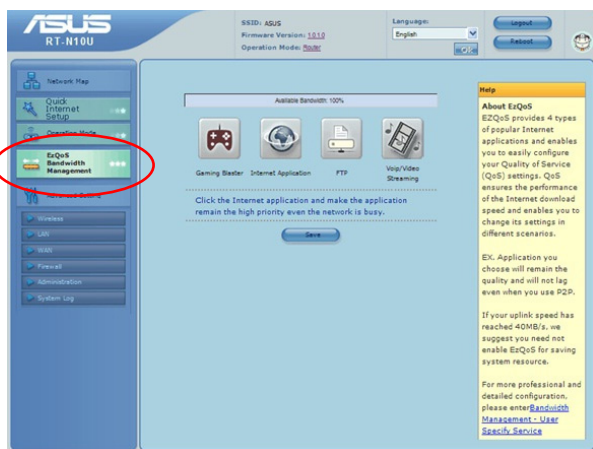 ASUS
RT-N10U
SSID: ASUS
Firmware Version: 1.0.1.0
Operation Mode: Router
Language:
English
OK
Logout
Reboot
Network Map
Quick
Internet
Setup
Operation Mode
EzQoS
Bandwidth
Management
Advanced Setting
Wireless
LAN
WAN
Firewall
Administration
System Log
Available Bandwidth: 100%
Gaming Blaster
Internet Application
FTP
Voip/Video
Streaming
Click the Internet application and make the application
remain the high priority even the network is busy.
Save
Help
About EzQoS
EZQoS provides 4 types
of popular Internet
applications and enables
you to easily configure
your Quality of Service
(QoS) settings. QoS
ensures the performance
of the Internet download
speed and enables you to
change its settings in
different scenarios.
EX. Application you
choose will remain the
quality and will not lag
even when you use P2P.
If your uplink speed has
reached 40MB/s, we
suggest you need not
enable EzQoS for saving
system resource.
For more professional and
detailed configuration,
please enterBandwidth
Management - User
Specify Service